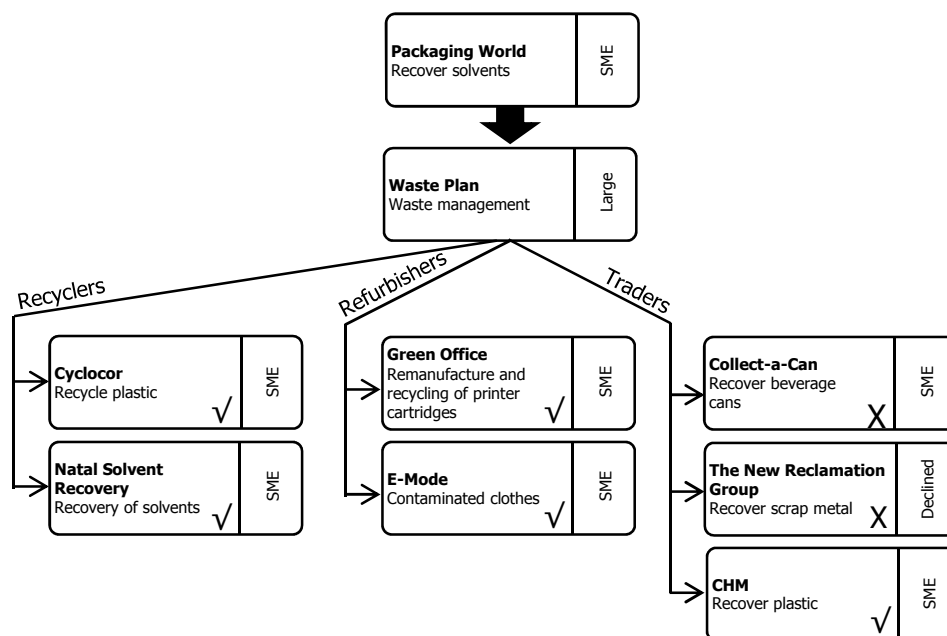 Packaging World
Recover solvents
SME
Waste Plan
Waste management
Large
Recyclers
Refurbishers
Traders
Cyclocor
Recycle plastic
√
SME
Natal Solvent
Recovery
Recovery of solvents
√
SME
Green Office
Remanufacture and
recycling of printer
cartridges
√
SME
E-Mode
Contaminated clothes
√
SME
Collect-a-Can
Recover beverage
cans
X
SME
The New Reclamation
Group
Recover scrap metal
X
Declined
CHM
Recover plastic
√
SME